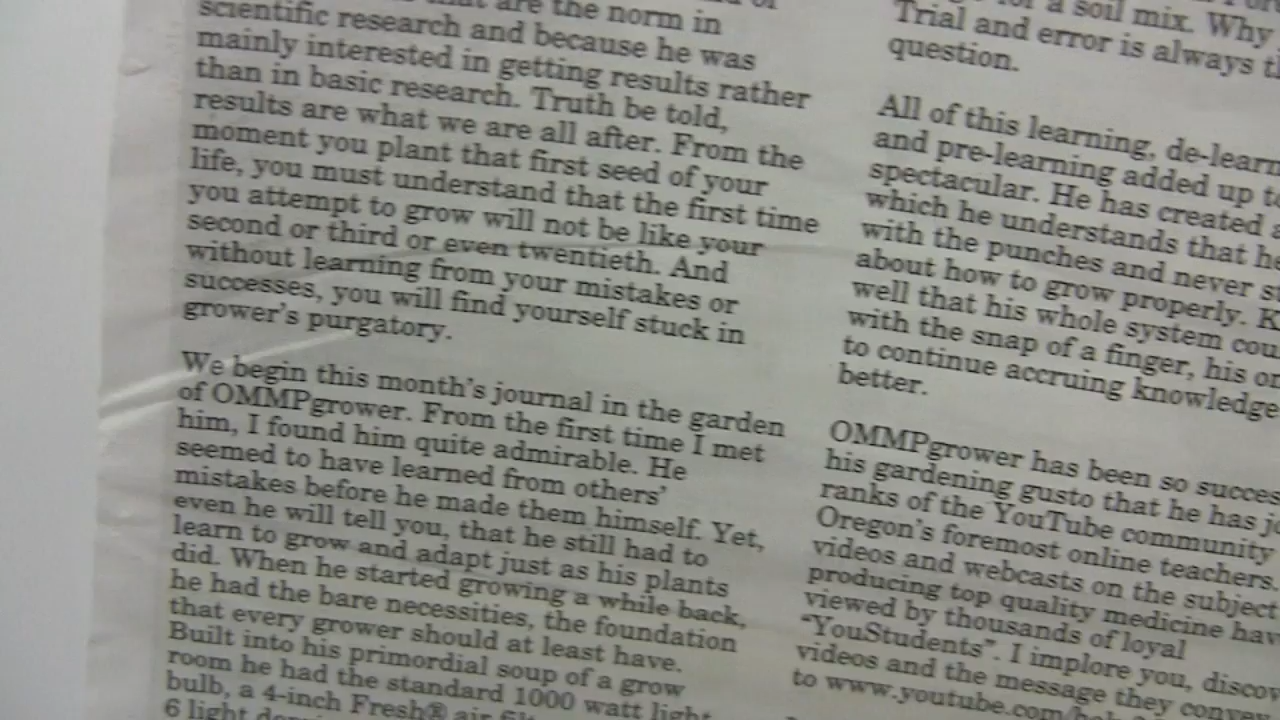 are the norm in
scientific research and because he was
mainly interested in getting results rather
than in basic research. Truth be told,
results are what we are all after. From the
moment you plant that first seed of your
life, you must understand that the first time
you attempt to grow will not be like your
second or third or even twentieth. And
without learning from your mistakes or
successes, you will find yourself stuck in
grower's purgatory.
We begin this month's journal in the garden
of OMMPgrower. From the first time I met
him, I found him quite admirable. He
seemed to have learned from others'
mistakes before he made them himself. Yet,
even he will tell you, that he still had to
learn to grow and adapt just as his plants
did. When he started growing a while back,
he had the bare necessities, the foundation
that every grower should at least have.
Built into his primordial soup of a grow
room he had the standard 1000 watt light
bulb, a 4-inch Fresh® air
6 light
for a soil mix. Why
Trial and error is always
question.
All of this learning, de-learn
and pre-learning added up
spectacular. He has created
which he understands that
with the punches and never
about how to grow properly.
well that his whole system
with the snap of a finger, his
to continue accruing knowledge
better.
OMMPgrower has been so
his gardening gusto that he has
ranks of the YouTube community
Oregon's foremost online teachers.
videos and webcasts on the subject
producing top quality medicine
viewed by thousands of loyal
"YouStudents". I implore you,
videos and the message they
to www.youtube.com/